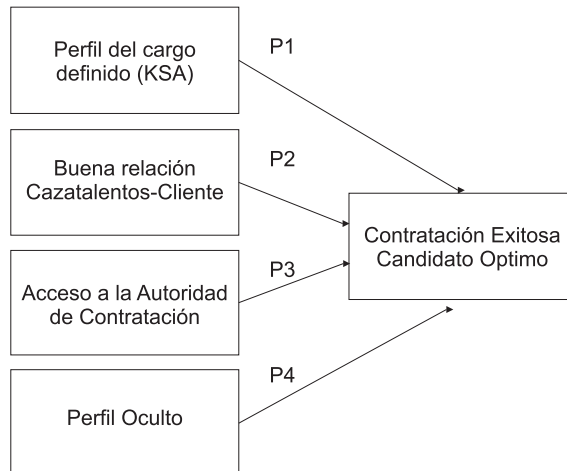 Perfil del cargo
definido (KSA)
P1
Buena relación
Cazatalentos-Cliente
P2
Contratación Exitosa
Candidato Optimo
Acceso a la Autoridad
de Contratación
P3
Perfil Oculto
P4